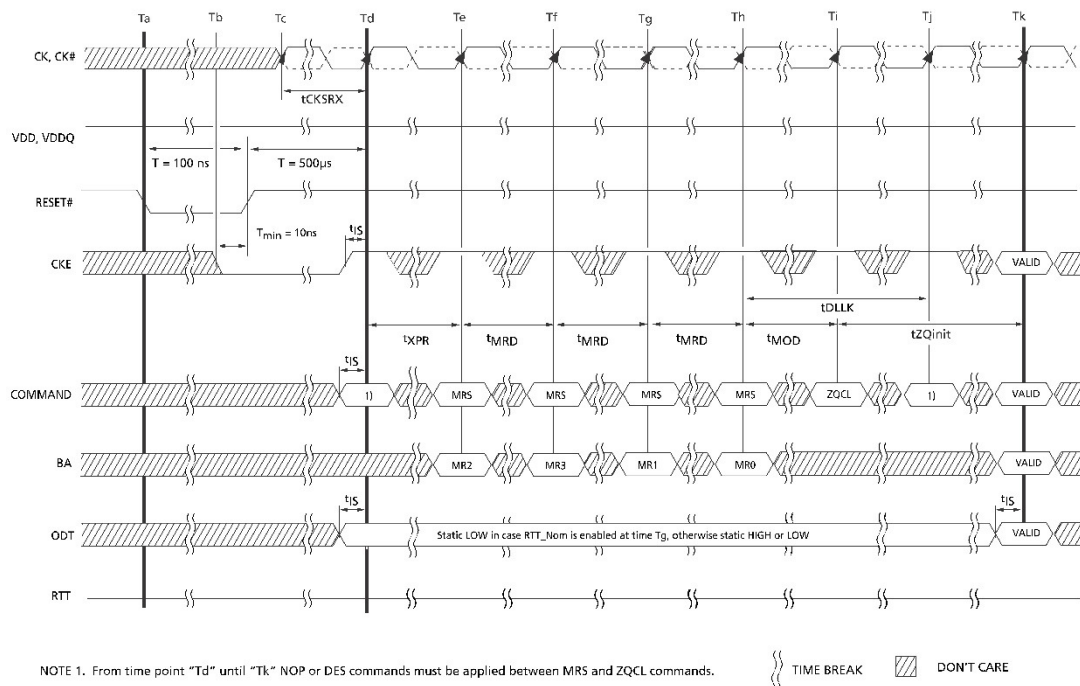 Ta Tb Tc Td Te Tf Tg Th Ti Tj Tk
CK, CK#
tCKSRX
VDD, VDDQ
T = 100 ns T = 500µs
RESET#
Tmin = 10ns tIS
CKE VALID
tDLLK
tXPR tMRD tMRD tMRD tMOD tZQinit
tIS
COMMAND 1) MRS MRS MRS MRS ZQCL 1) VALID
BA MR2 MR3 MR1 MR0 VALID
tIS tIS
ODT Static LOW in case RTT_Nom is enabled at time Tg, otherwise static HIGH or LOW VALID
RTT
NOTE 1. From time point "Td" until "Tk" NOP or DES commands must be applied between MRS and ZQCL commands. TIME BREAK DON'T CARE